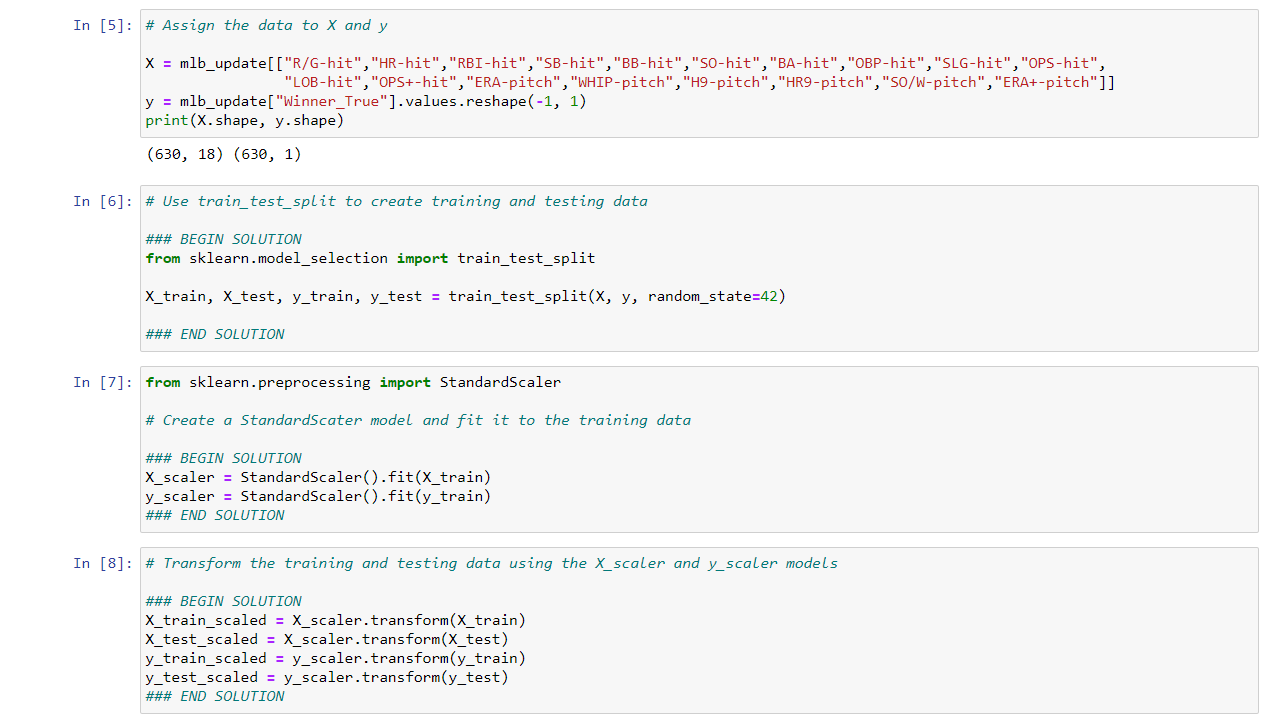 In [5]: # Assign the data to X and y
X = mlb_update[["R/G-hit","HR-hit","RBI-hit","SB-hit","BB-hit","SO-hit","BA-hit","OBP-hit","SLG-hit","OPS-hit",
"LOB-hit","OPS+-hit","ERA-pitch","WHIP-pitch","H9-pitch","HR9-pitch","SO/W-pitch","ERA+-pitch"]]
y = mlb_update["Winner_True"].values.reshape(-1, 1)
print(X.shape, y.shape)
(630, 18) (630, 1)
In [6]: # Use train_test_split to create training and testing data
### BEGIN SOLUTION
from sklearn.model_selection import train_test_split
X_train, X_test, y_train, y_test = train_test_split(X, y, random_state=42)
### END SOLUTION
In [7]: from sklearn.preprocessing import StandardScaler
# Create a StandardScater model and fit it to the training data
### BEGIN SOLUTION
X_scaler = StandardScaler().fit(X_train)
y_scaler = StandardScaler().fit(y_train)
### END SOLUTION
In [8]: # Transform the training and testing data using the X_scaler and y_scaler models
### BEGIN SOLUTION
X_train_scaled = X_scaler.transform(X_train)
X_test_scaled = X_scaler.transform(X_test)
y_train_scaled = y_scaler.transform(y_train)
y_test_scaled = y_scaler.transform(y_test)
### END SOLUTION